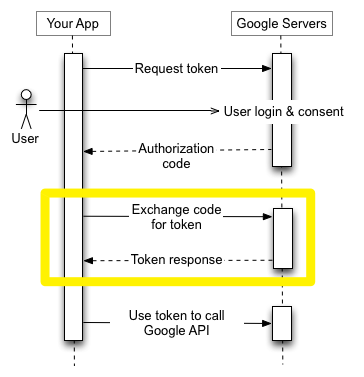 Your App
Google Servers
Request token
User login & consent
User
Authorization
code
Exchange code
for token
Token response
Use token to call
Google API